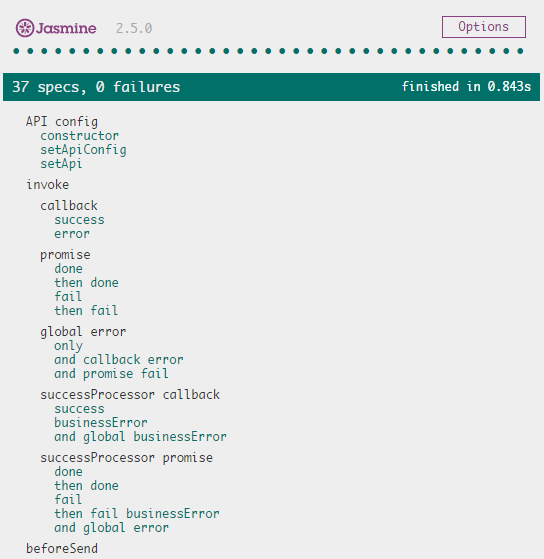 Jasmine 2.5.0 Options
37 specs, 0 failures finished in 0.843s
API config
constructor
setApiConfig
setApi
invoke
callback
success
error
promise
done
then done
fail
then fail
global error
only
and callback error
and promise fail
successProcessor callback
success
businessError
and global businessError
successProcessor promise
done
then done
fail
then fail businessError
and global error
beforeSend